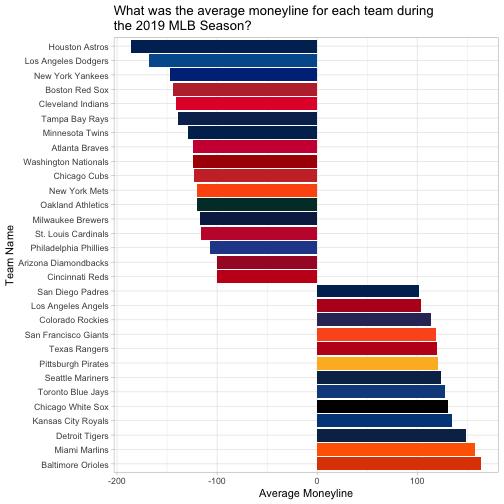 What was the average moneyline for each team during
the 2019 MLB Season?
Houston Astros
Los Angeles Dodgers
New York Yankees
Boston Red Sox
Cleveland Indians
Tampa Bay Rays
Minnesota Twins
Atlanta Braves
Washington Nationals
Chicago Cubs
New York Mets
Oakland Athletics
Milwaukee Brewers
St. Louis Cardinals
Philadelphia Phillies
Arizona Diamondbacks
Cincinnati Reds
San Diego Padres
Los Angeles Angels
Colorado Rockies
San Francisco Giants
Texas Rangers
Pittsburgh Pirates
Seattle Mariners
Toronto Blue Jays
Chicago White Sox
Kansas City Royals
Detroit Tigers
Miami Marlins
Baltimore Orioles
Team Name
-200 -100 0 100
Average Moneyline